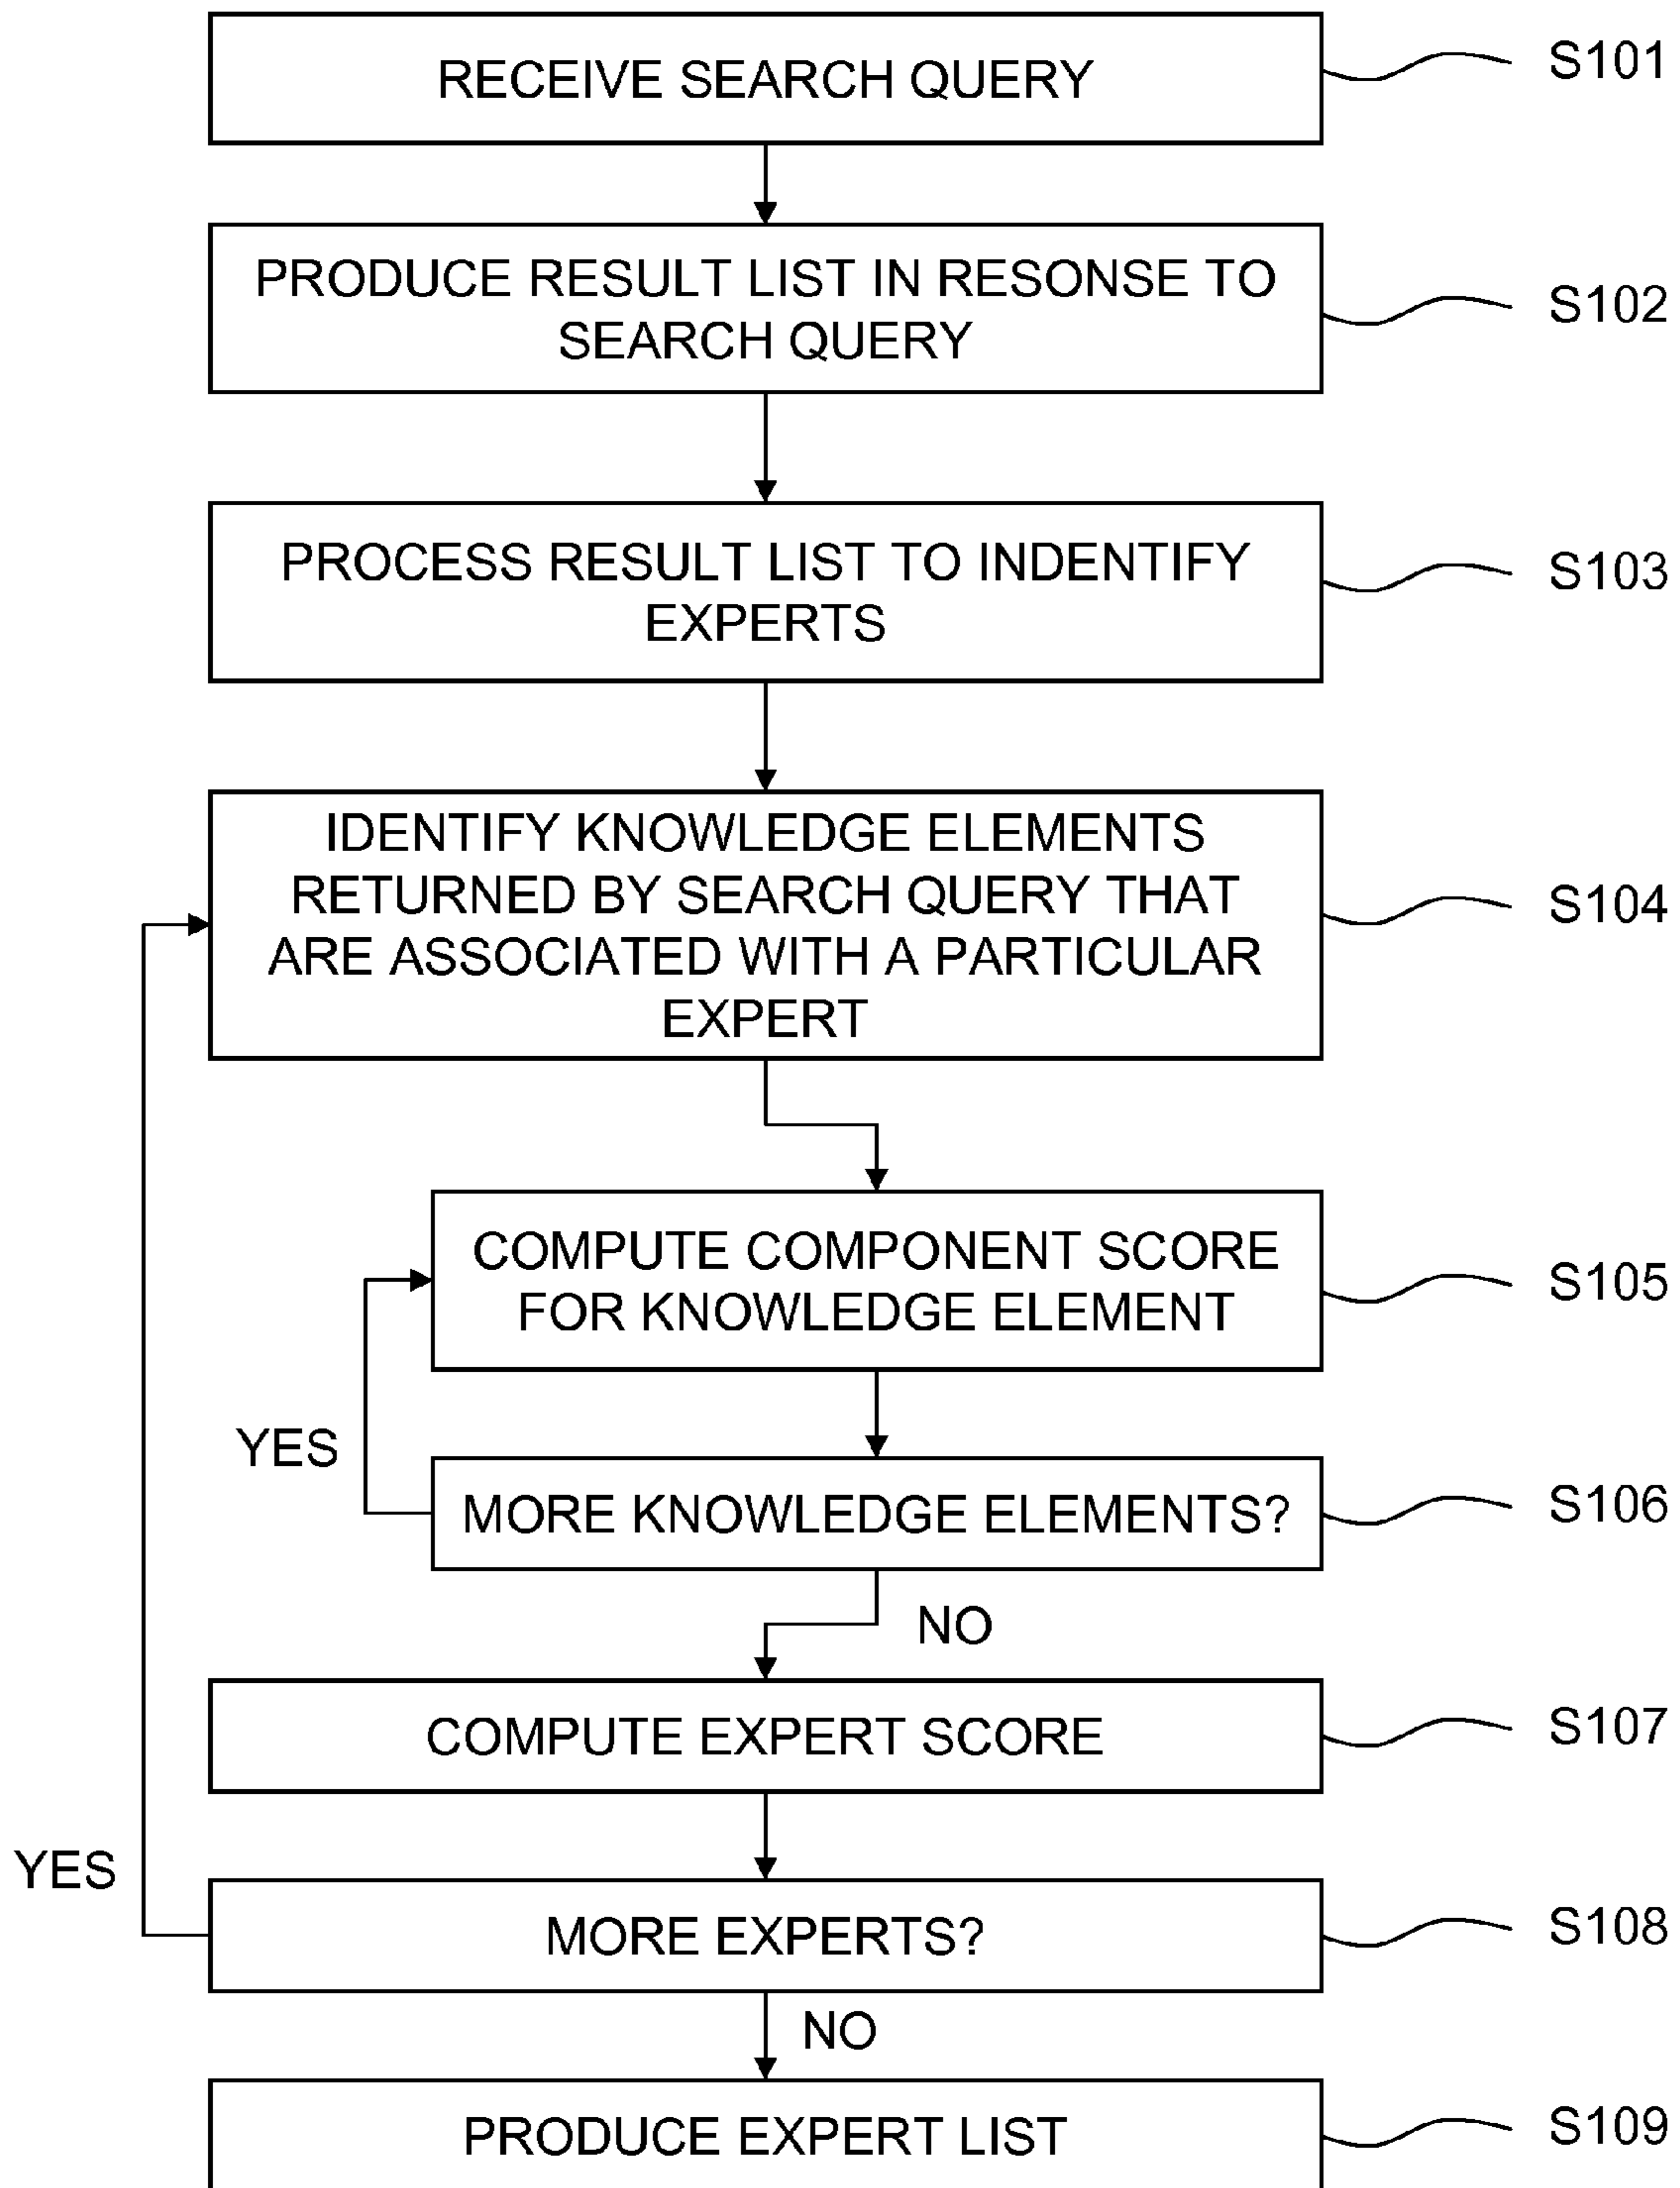 RECEIVE SEARCH QUERY
S101
PRODUCE RESULT LIST IN RESONSE TO
SEARCH QUERY
S102
PROCESS RESULT LIST TO INDENTIFY
EXPERTS
S103
IDENTIFY KNOWLEDGE ELEMENTS
RETURNED BY SEARCH QUERY THAT
ARE ASSOCIATED WITH A PARTICULAR
EXPERT
S104
COMPUTE COMPONENT SCORE
FOR KNOWLEDGE ELEMENT
S105
YES
MORE KNOWLEDGE ELEMENTS?
S106
NO
COMPUTE EXPERT SCORE
S107
YES
MORE EXPERTS?
S108
NO
PRODUCE EXPERT LIST
S109